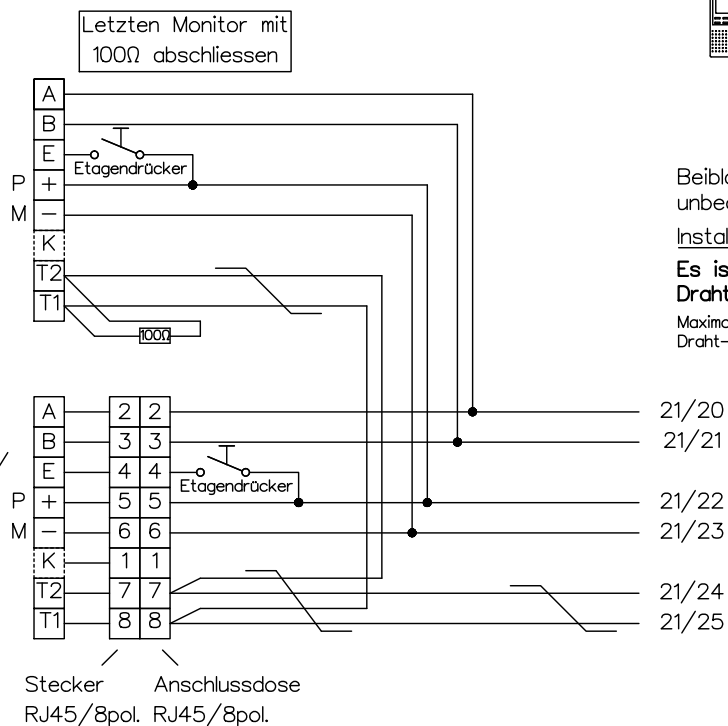 Letzten Monitor mit
100Ω abschliessen
A
B
E
Etagendrücker
P +
M −
K
T2
T1
100Ω
Beibl
unbe
Instal
Es is
Draht
Maxima
Draht-
A 2 2 21/20
B 3 3 21/21
E 4 4
Etagendrücker
P + 5 5 21/22
M − 6 6 21/23
K 1 1
T2 7 7 21/24
T1 8 8 21/25
Stecker Anschlussdose
RJ45/8pol. RJ45/8pol.